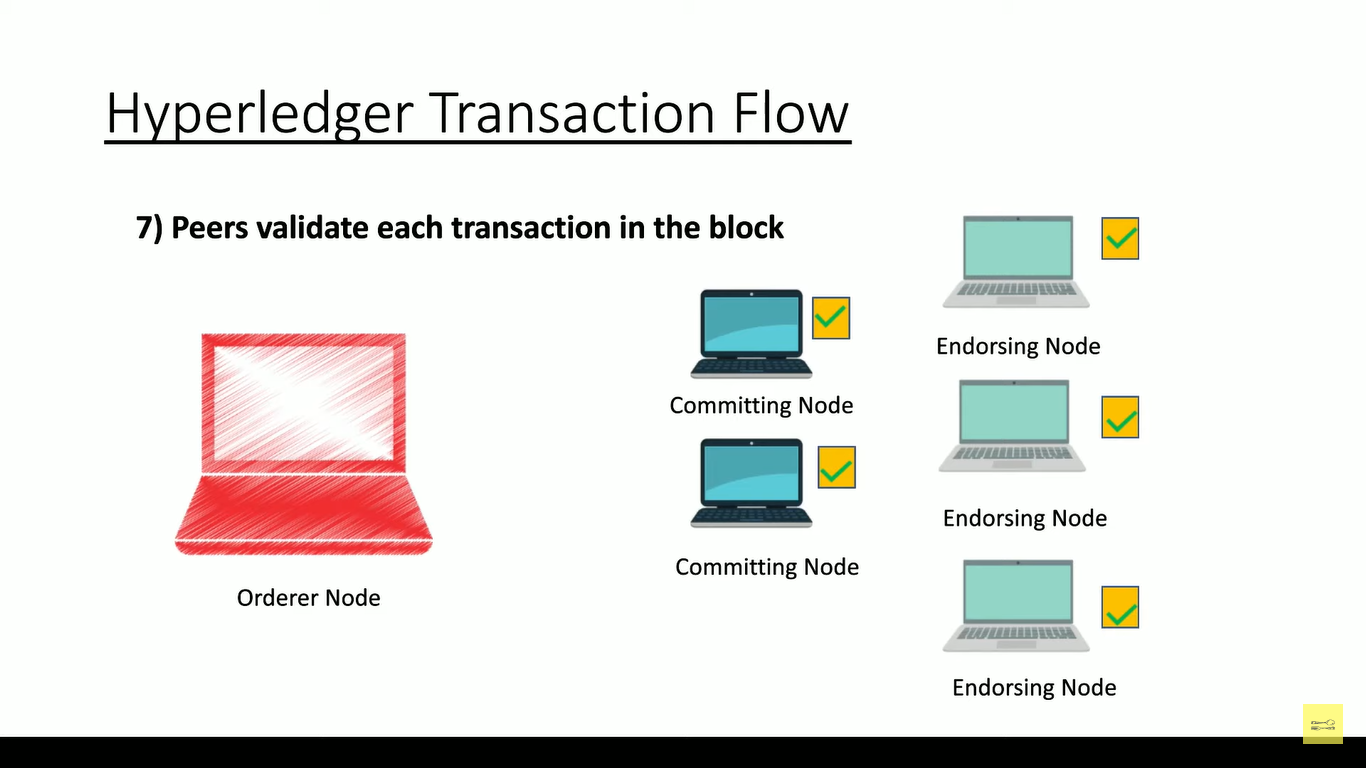 Hyperledger Transaction Flow
7) Peers validate each transaction in the block
Endorsing Node
Committing Node
Endorsing Node
Committing Node
Orderer Node
Endorsing Node